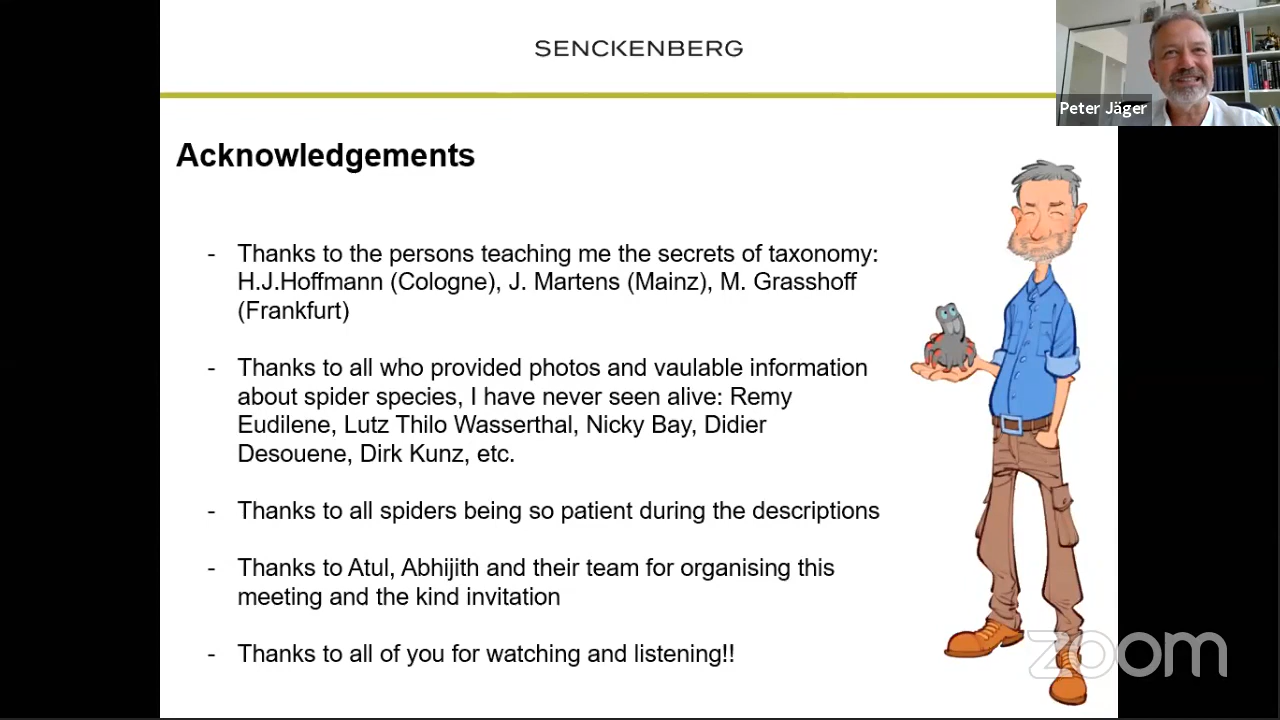 SENCKENBERG
Peter Jäger
Acknowledgements
- Thanks to the persons teaching me the secrets of taxonomy:
H.J.Hoffmann (Cologne), J. Martens (Mainz), M. Grasshoff
(Frankfurt)
- Thanks to all who provided photos and vaulable information
about spider species, I have never seen alive: Remy
Eudilene, Lutz Thilo Wasserthal, Nicky Bay, Didier
Desouene, Dirk Kunz, etc.
- Thanks to all spiders being so patient during the descriptions
- Thanks to Atul, Abhijith and their team for organising this
meeting and the kind invitation
- Thanks to all of you for watching and listening!!
zoom